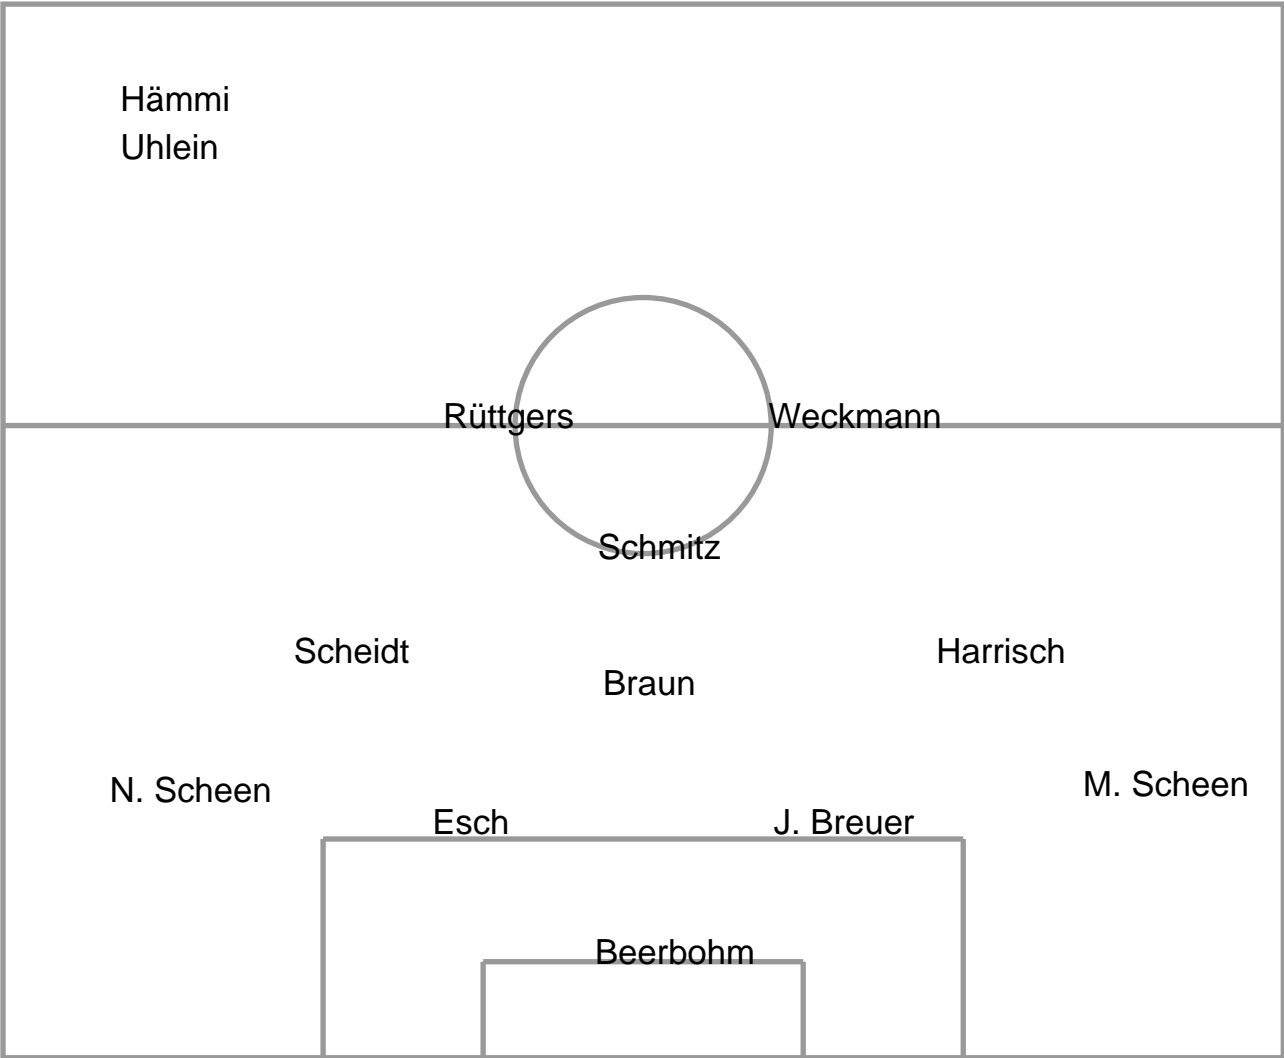 Hämmi
Uhlein
Rüttgers
Weckmann
Schmitz
Scheidt
Harrisch
Braun
N. Scheen
M. Scheen
Esch
J. Breuer
Beerbohm